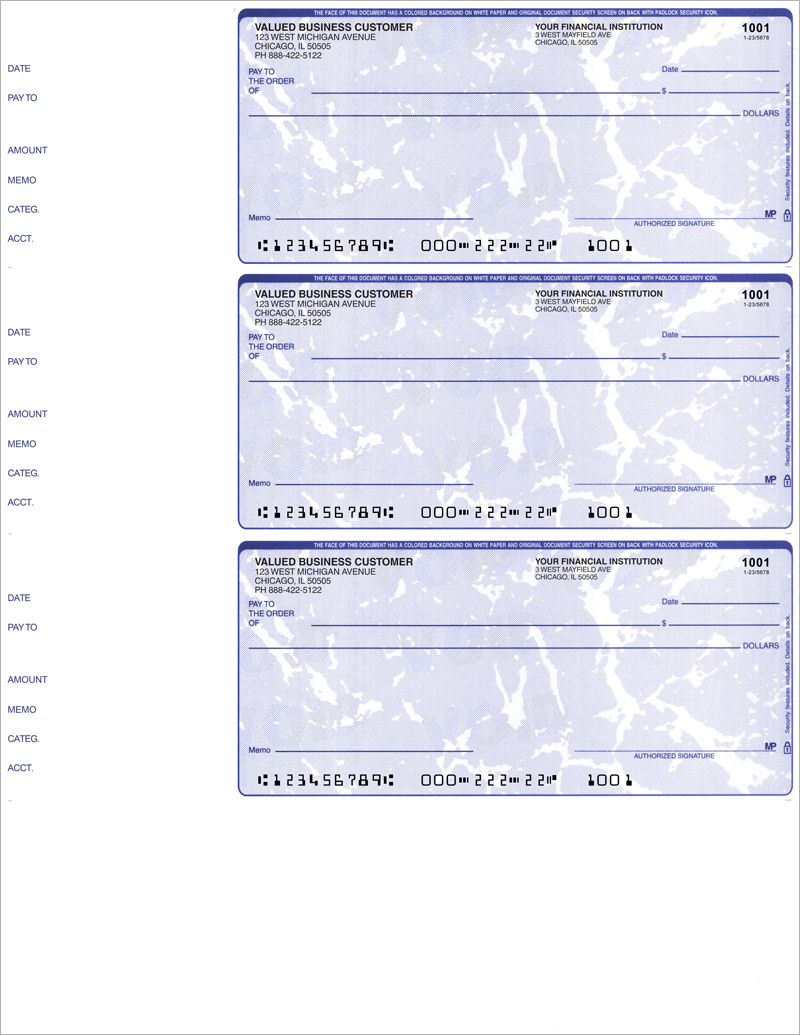 THE FACE OF THIS DOCUMENT HAS A COLORED BACKGROUND ON WHITE PAPER AND ORIGINAL DOCUMENT SECURITY SCREEN ON BACK WITH PADLOCK SECURITY ICON.
VALUED BUSINESS CUSTOMER
123 WEST MICHIGAN AVENUE
CHICAGO, IL 50505
PH 888-422-5122
YOUR FINANCIAL INSTITUTION
3 WEST MAYFIELD AVE
CHICAGO, IL 50505
1001
1-23/5678
DATE
PAY TO
AMOUNT
MEMO
CATEG.
ACCT.
PAY TO
THE ORDER
OF
Date
$
DOLLARS
Security features included. Details on back.
Memo
MP
AUTHORIZED SIGNATURE
⑆123456789⑆ 000⑈222⑈22⑈ 1001
THE FACE OF THIS DOCUMENT HAS A COLORED BACKGROUND ON WHITE PAPER AND ORIGINAL DOCUMENT SECURITY SCREEN ON BACK WITH PADLOCK SECURITY ICON.
VALUED BUSINESS CUSTOMER
123 WEST MICHIGAN AVENUE
CHICAGO, IL 50505
PH 888-422-5122
YOUR FINANCIAL INSTITUTION
3 WEST MAYFIELD AVE
CHICAGO, IL 50505
1001
1-23/5678
DATE
PAY TO
AMOUNT
MEMO
CATEG.
ACCT.
PAY TO
THE ORDER
OF
Date
$
DOLLARS
Security features included. Details on back.
Memo
MP
AUTHORIZED SIGNATURE
⑆123456789⑆ 000⑈222⑈22⑈ 1001
THE FACE OF THIS DOCUMENT HAS A COLORED BACKGROUND ON WHITE PAPER AND ORIGINAL DOCUMENT SECURITY SCREEN ON BACK WITH PADLOCK SECURITY ICON.
VALUED BUSINESS CUSTOMER
123 WEST MICHIGAN AVENUE
CHICAGO, IL 50505
PH 888-422-5122
YOUR FINANCIAL INSTITUTION
3 WEST MAYFIELD AVE
CHICAGO, IL 50505
1001
1-23/5678
DATE
PAY TO
AMOUNT
MEMO
CATEG.
ACCT.
PAY TO
THE ORDER
OF
Date
$
DOLLARS
Security features included. Details on back.
Memo
MP
AUTHORIZED SIGNATURE
⑆123456789⑆ 000⑈222⑈22⑈ 1001